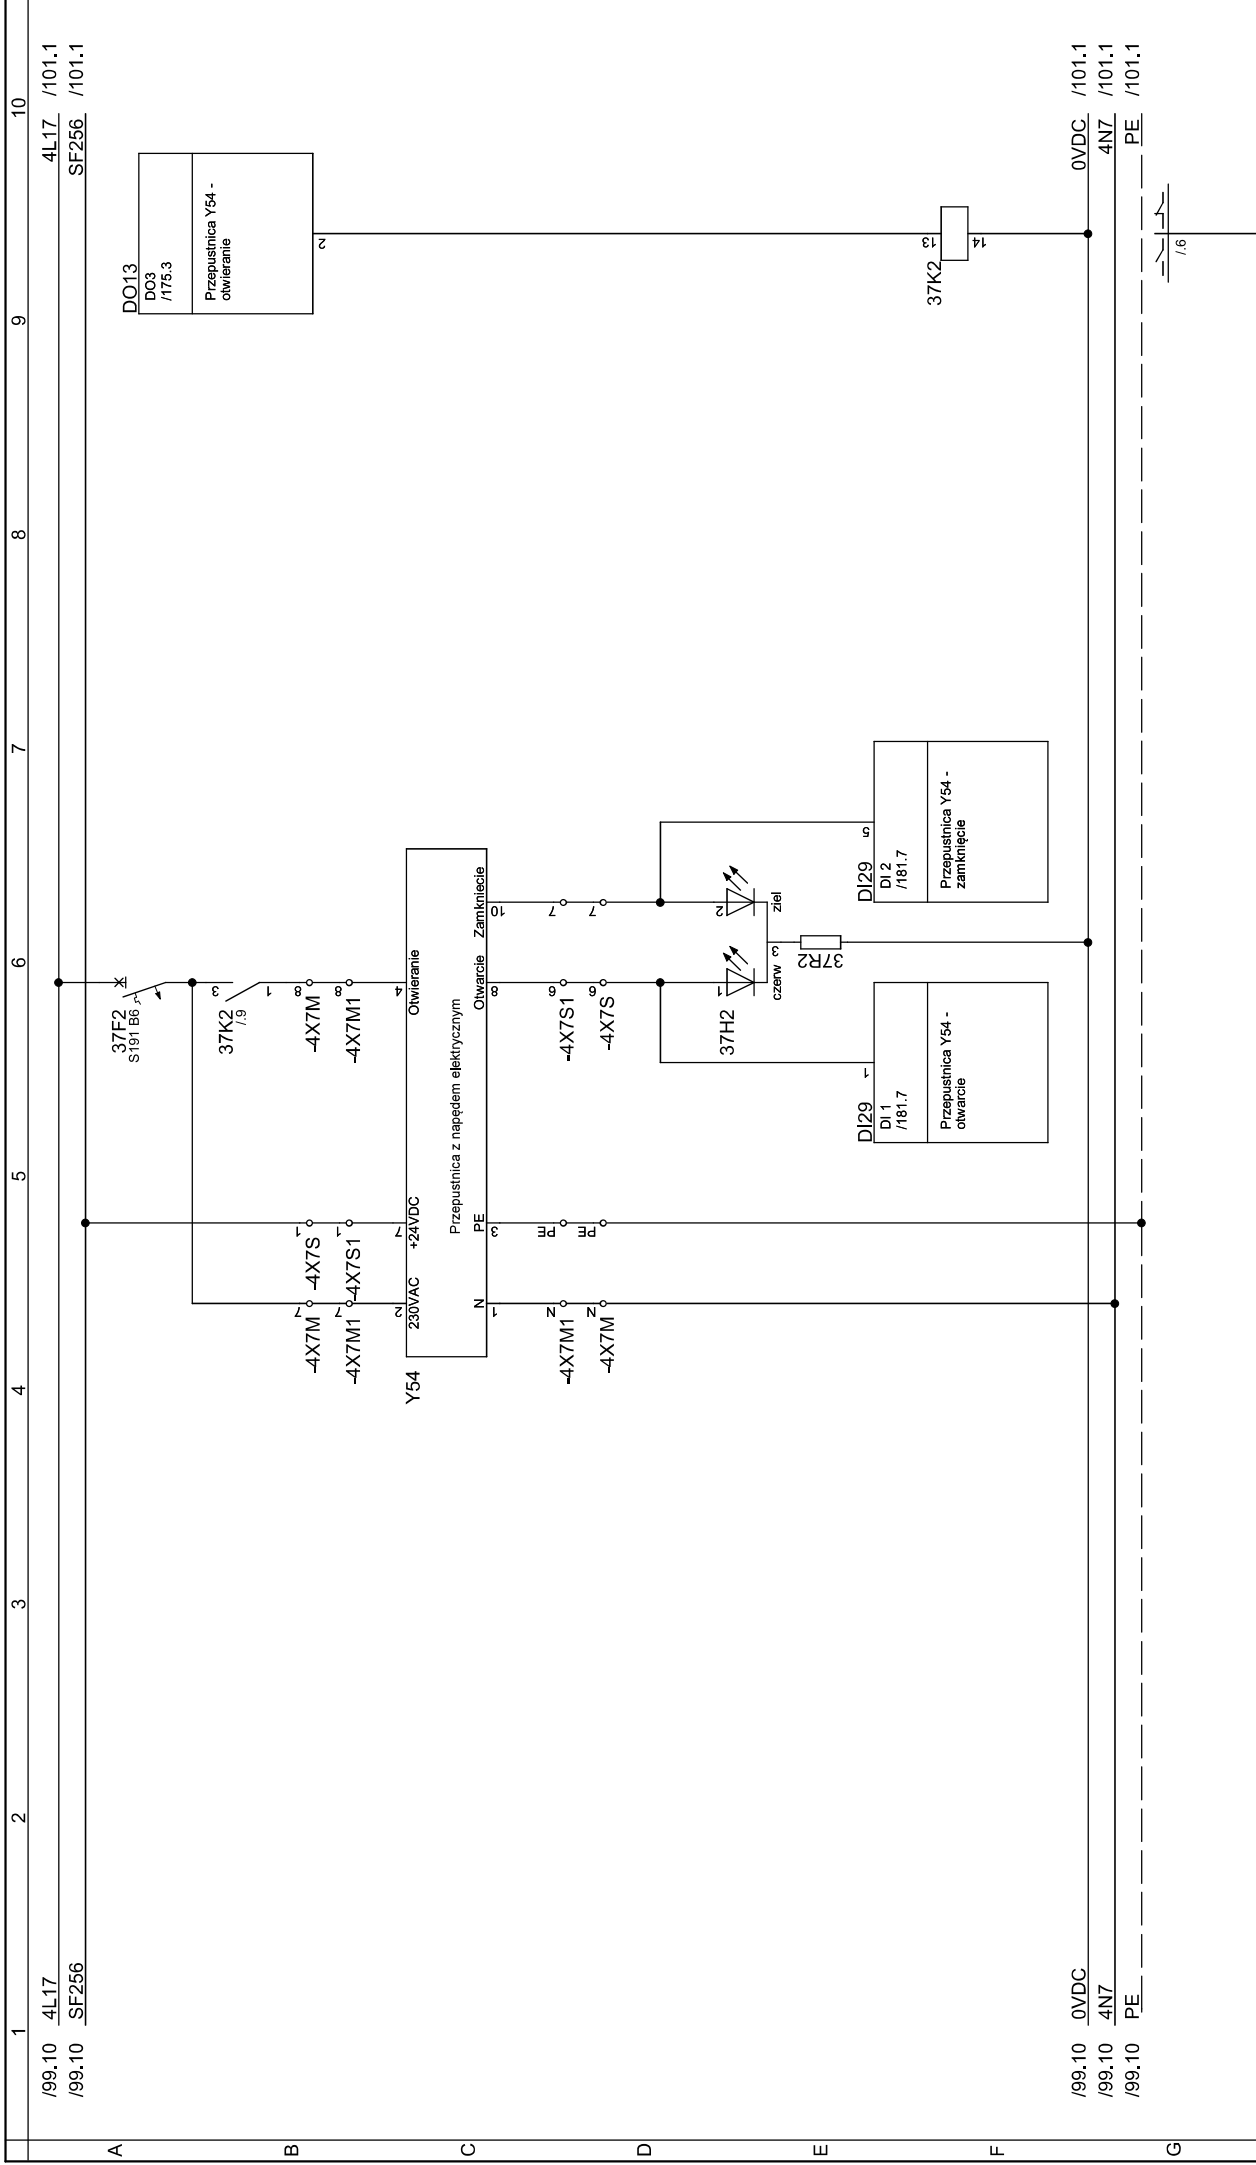 1 2 3 4 5 6 7 8 9 10
/99.10 4L17 4L17 /101.1
/99.10 SF256 SF256 /101.1
A
B
C
D
E
F
G
37F2
S191 B6
DO13
DO3
/175.3
Przepustnica Y54 -
otwieranie
2
37K2
/.9
3
1
7 -4X7M
1 -4X7S
8 -4X7M
7 -4X7M1
1 -4X7S1
8 -4X7M1
2 7 4
Y54
230VAC +24VDC Otwieranie
Przepustnica z napędem elektrycznym
N PE Otwarcie Zamkniecie
1 3 8 10
N PE 6 7
-4X7M1 -4X7S1
N PE 6 7
-4X7M -4X7S
37H2
1 2
czerw 3 ziel
37R2
DI29
1
DI 1
/181.7
Przepustnica Y54 -
otwarcie
DI29
5
DI 2
/181.7
Przepustnica Y54 -
zamknięcie
37K2
13
14
/99.10 0VDC 0VDC /101.1
/99.10 4N7 4N7 /101.1
/99.10 PE PE /101.1
/.6